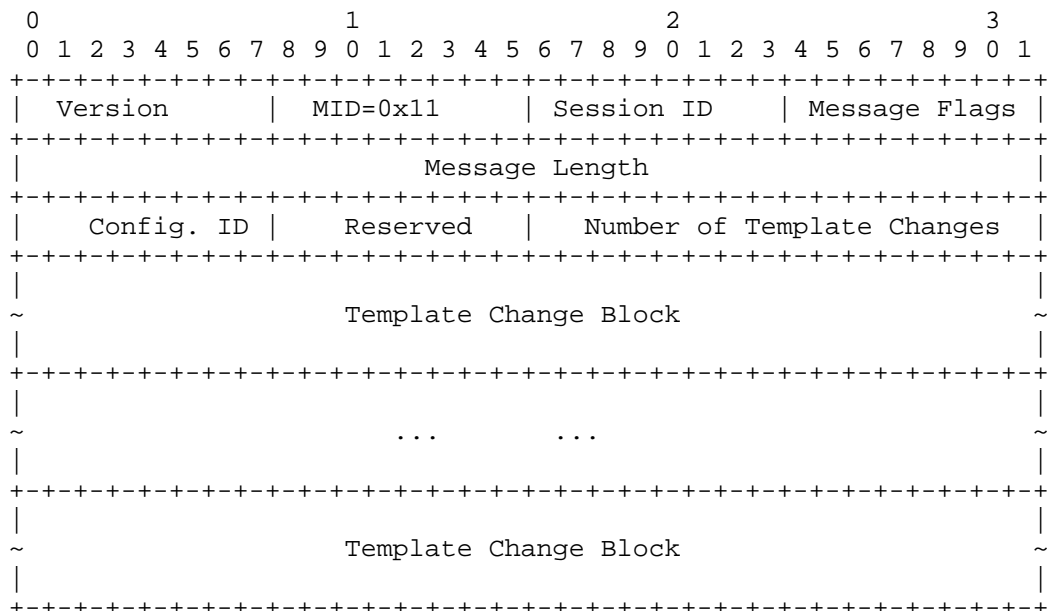 0                   1                   2                   3
 0 1 2 3 4 5 6 7 8 9 0 1 2 3 4 5 6 7 8 9 0 1 2 3 4 5 6 7 8 9 0 1
+-+-+-+-+-+-+-+-+-+-+-+-+-+-+-+-+-+-+-+-+-+-+-+-+-+-+-+-+-+-+-+-+
|  Version      |  MID=0x11     | Session ID    | Message Flags |
+-+-+-+-+-+-+-+-+-+-+-+-+-+-+-+-+-+-+-+-+-+-+-+-+-+-+-+-+-+-+-+-+
|                         Message Length                        |
+-+-+-+-+-+-+-+-+-+-+-+-+-+-+-+-+-+-+-+-+-+-+-+-+-+-+-+-+-+-+-+-+
|    Config. ID |   Reserved    |   Number of Template Changes  |
+-+-+-+-+-+-+-+-+-+-+-+-+-+-+-+-+-+-+-+-+-+-+-+-+-+-+-+-+-+-+-+-+
|                                                               |
~                    Template Change Block                      ~
|                                                               |
+-+-+-+-+-+-+-+-+-+-+-+-+-+-+-+-+-+-+-+-+-+-+-+-+-+-+-+-+-+-+-+-+
|                                                               |
~                       ...       ...                           ~
|                                                               |
+-+-+-+-+-+-+-+-+-+-+-+-+-+-+-+-+-+-+-+-+-+-+-+-+-+-+-+-+-+-+-+-+
|                                                               |
~                    Template Change Block                      ~
|                                                               |
+-+-+-+-+-+-+-+-+-+-+-+-+-+-+-+-+-+-+-+-+-+-+-+-+-+-+-+-+-+-+-+-+